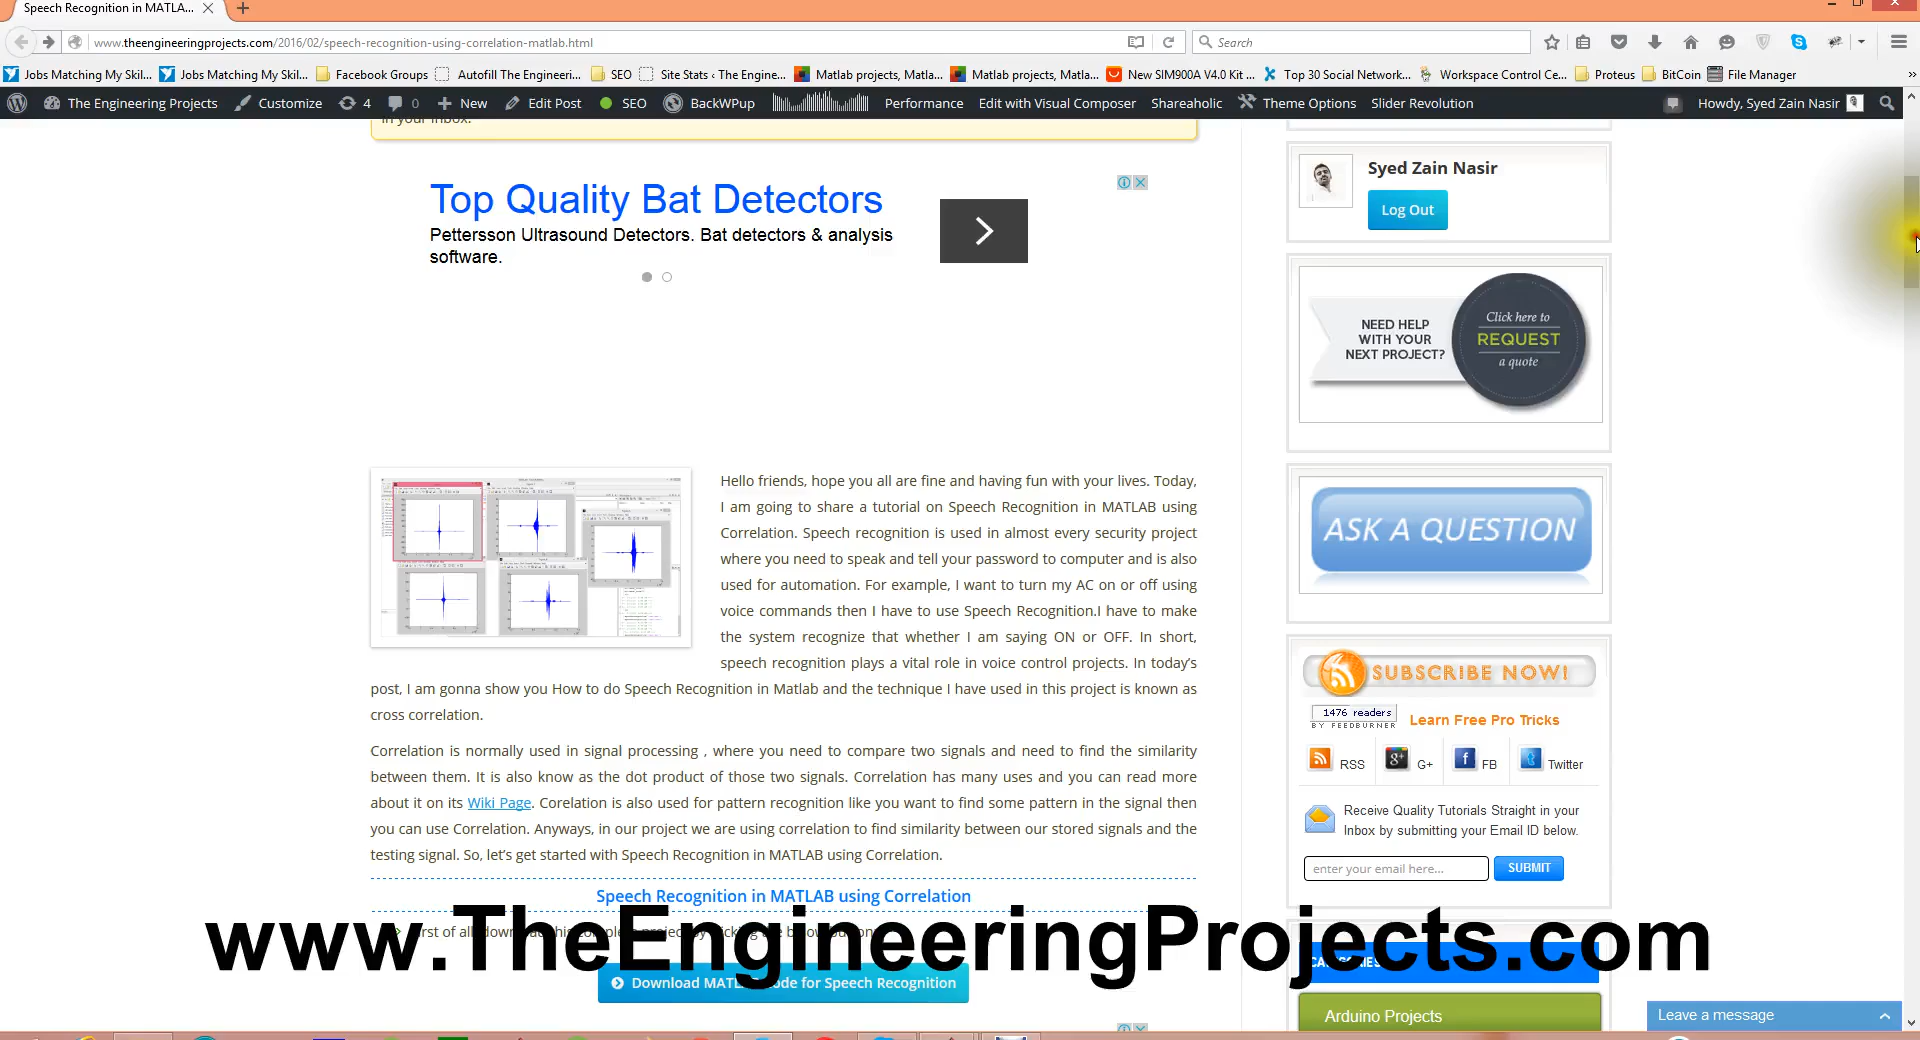 Speech Recognition in MATLA...
www.theengineeringprojects.com/2016/02/speech-recognition-using-correlation-matlab.html
Search
Jobs Matching My Skil...
Jobs Matching My Skil...
Facebook Groups
Autofill The Engineeri...
SEO
Site Stats ‹ The Engine...
Matlab projects, Matla...
Matlab projects, Matla...
New SIM900A V4.0 Kit ...
Top 30 Social Network...
Workspace Control Ce...
Proteus
BitCoin
File Manager
The Engineering Projects
Customize
4
0
New
Edit Post
SEO
BackWPup
Performance
Edit with Visual Composer
Shareaholic
Theme Options
Slider Revolution
Howdy, Syed Zain Nasir
in your inbox.
Top Quality Bat Detectors
Pettersson Ultrasound Detectors. Bat detectors & analysis
software.
Hello friends, hope you all are fine and having fun with your lives. Today,
I am going to share a tutorial on Speech Recognition in MATLAB using
Correlation. Speech recognition is used in almost every security project
where you need to speak and tell your password to computer and is also
used for automation. For example, I want to turn my AC on or off using
voice commands then I have to use Speech Recognition.I have to make
the system recognize that whether I am saying ON or OFF. In short,
speech recognition plays a vital role in voice control projects. In today's
post, I am gonna show you How to do Speech Recognition in Matlab and the technique I have used in this project is known as
cross correlation.
Correlation is normally used in signal processing , where you need to compare two signals and need to find the similarity
between them. It is also know as the dot product of those two signals. Correlation has many uses and you can read more
about it on its Wiki Page. Corelation is also used for pattern recognition like you want to find some pattern in the signal then
you can use Correlation. Anyways, in our project we are using correlation to find similarity between our stored signals and the
testing signal. So, let's get started with Speech Recognition in MATLAB using Correlation.
Speech Recognition in MATLAB using Correlation
www.TheEngineeringProjects.com
Download MATLAB Code for Speech Recognition
Syed Zain Nasir
Log Out
NEED HELP
WITH YOUR
NEXT PROJECT?
Click here to
REQUEST
a quote
ASK A QUESTION
SUBSCRIBE NOW!
1476 readers
BY FEEDBURNER
Learn Free Pro Tricks
RSS
G+
FB
Twitter
Receive Quality Tutorials Straight in your
Inbox by submitting your Email ID below.
enter your email here...
SUBMIT
CATEGORIES
Arduino Projects
Leave a message